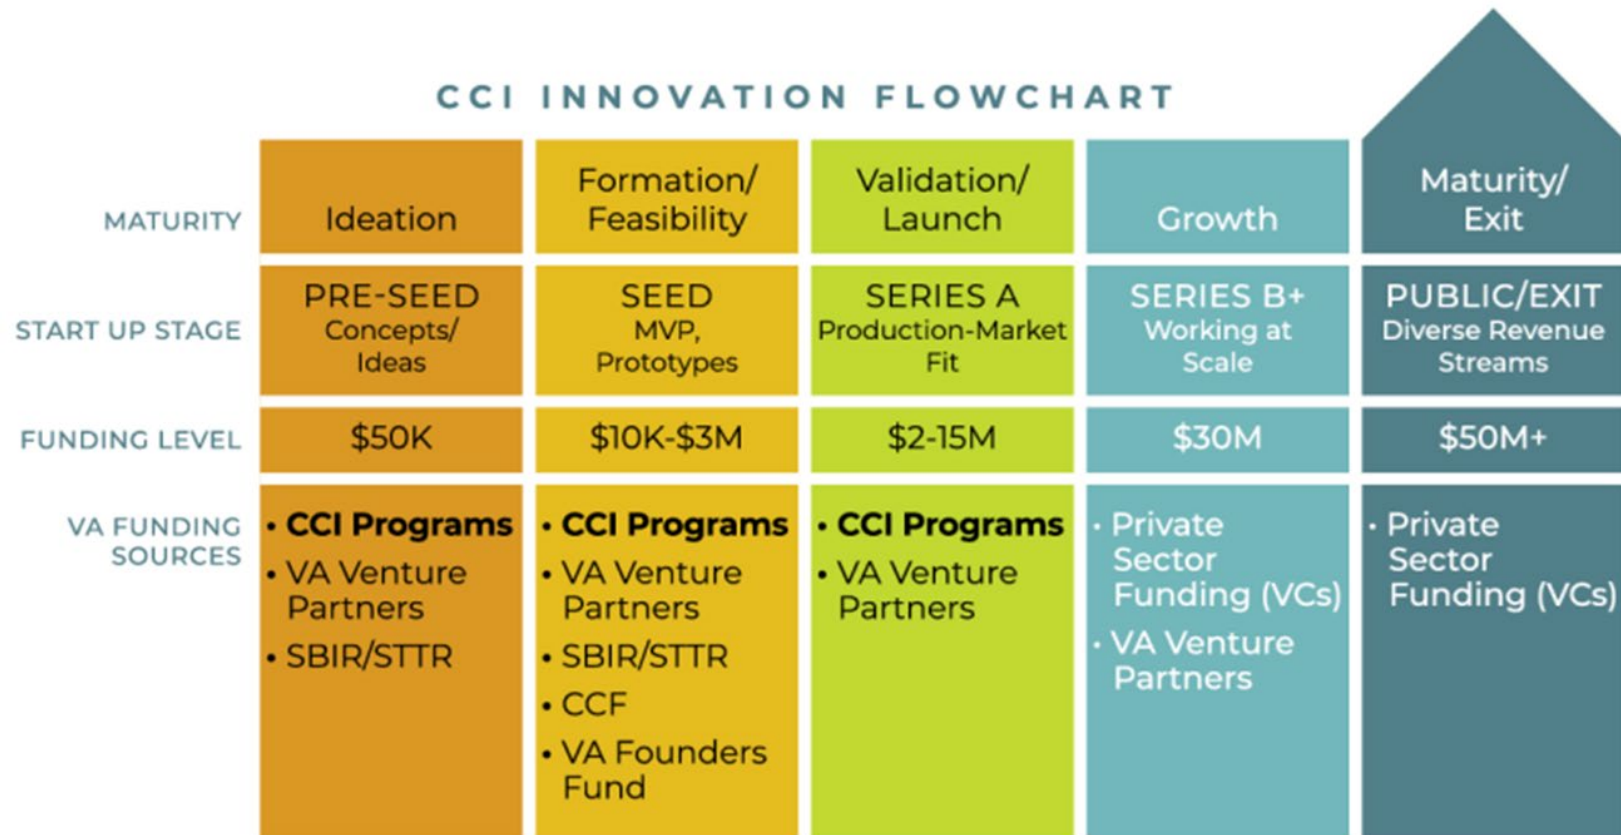 CCI INNOVATION FLOWCHART
MATURITY
Ideation
Formation/
Feasibility
Validation/
Launch
Growth
Maturity/
Exit
START UP STAGE
PRE-SEED
Concepts/
Ideas
SEED
MVP,
Prototypes
SERIES A
Production-Market
Fit
SERIES B+
Working at
Scale
PUBLIC/EXIT
Diverse Revenue
Streams
FUNDING LEVEL
$50K
$10K-$3M
$2-15M
$30M
$50M+
VA FUNDING
SOURCES
• CCI Programs
• VA Venture
Partners
• SBIR/STTR
• CCI Programs
• VA Venture
Partners
• SBIR/STTR
• CCF
• VA Founders
Fund
• CCI Programs
• VA Venture
Partners
• Private
Sector
Funding (VCs)
• VA Venture
Partners
• Private
Sector
Funding (VCs)